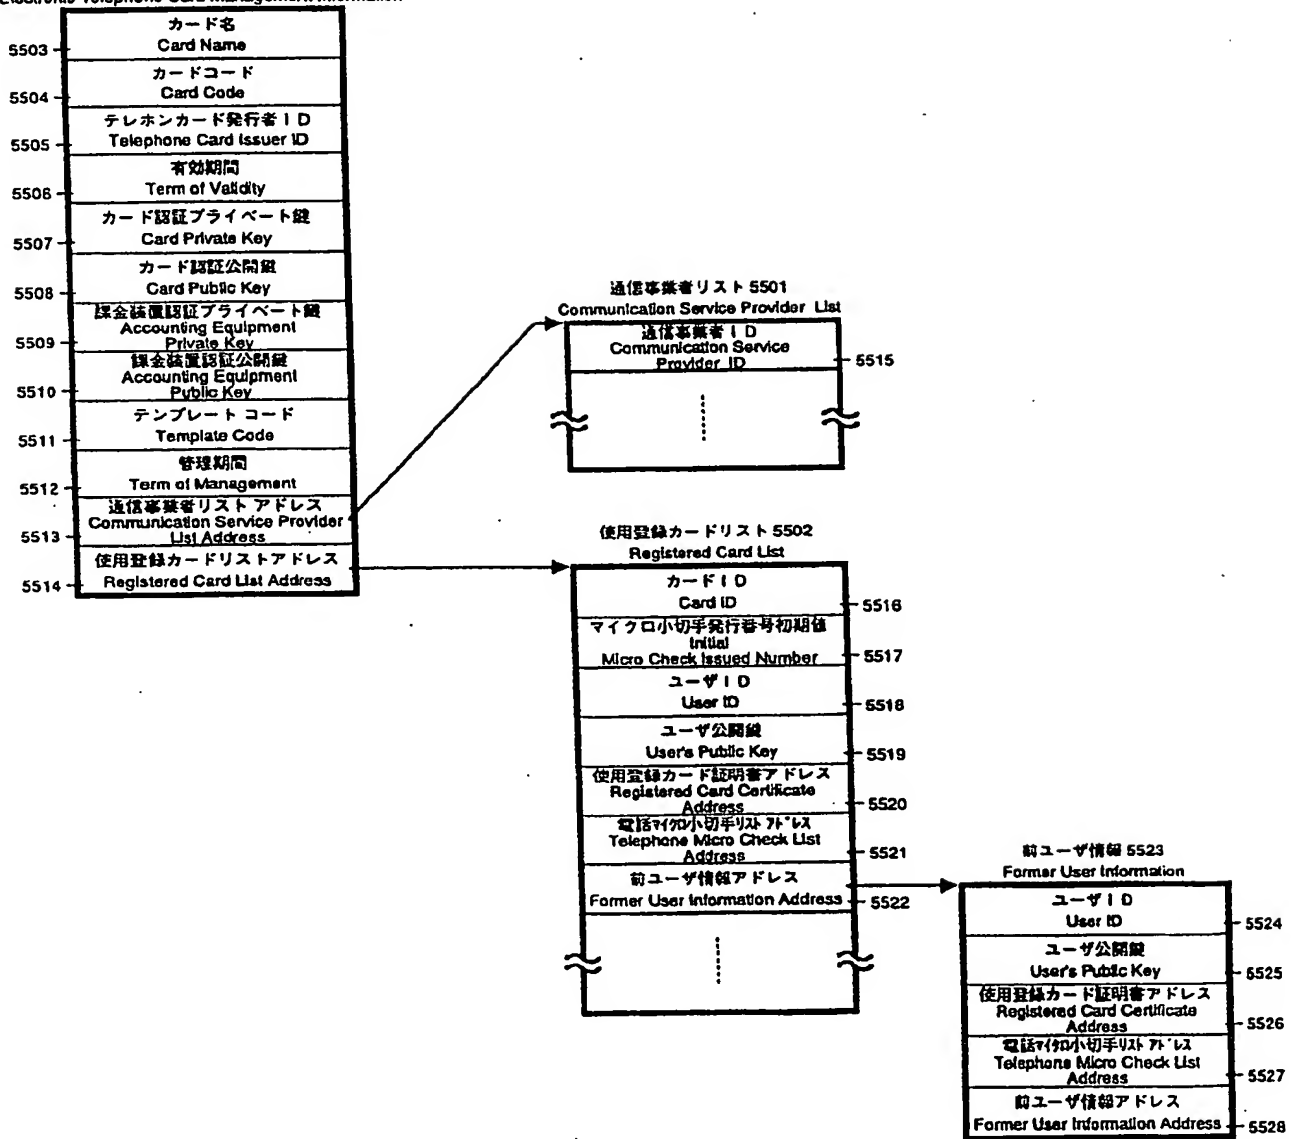 カード名
Card Name
5503
カードコード
Card Code
5504
テレホンカード発行者ID
Telephone Card Issuer ID
5505
有効期間
Term of Validity
5506
カード認証プライベート鍵
Card Private Key
5507
カード認証公開鍵
Card Public Key
5508
課金装置認証プライベート鍵
Accounting Equipment
Private Key
5509
課金装置認証公開鍵
Accounting Equipment
Public Key
5510
テンプレート コード
Template Code
5511
管理期間
Term of Management
5512
通信事業者リスト アドレス
Communication Service Provider
List Address
5513
使用登録カードリストアドレス
Registered Card List Address
5514
通信事業者リスト 5501
Communication Service Provider List
通信事業者ID
Communication Service
Provider ID
5515
使用登録カードリスト 5502
Registered Card List
カードID
Card ID
5516
マイクロ小切手発行番号初期値
Initial
Micro Check Issued Number
5517
ユーザID
User ID
5518
ユーザ公開鍵
User's Public Key
5519
使用登録カード証明書アドレス
Registered Card Certificate
Address
5520
電話マイクロ小切手リスト アドレス
Telephone Micro Check List
Address
5521
前ユーザ情報アドレス
Former User Information Address
5522
前ユーザ情報 5523
Former User Information
ユーザID
User ID
5524
ユーザ公開鍵
User's Public Key
5525
使用登録カード証明書アドレス
Registered Card Certificate
Address
5526
電話マイクロ小切手リスト アドレス
Telephone Micro Check List
Address
5527
前ユーザ情報アドレス
Former User Information Address
5528